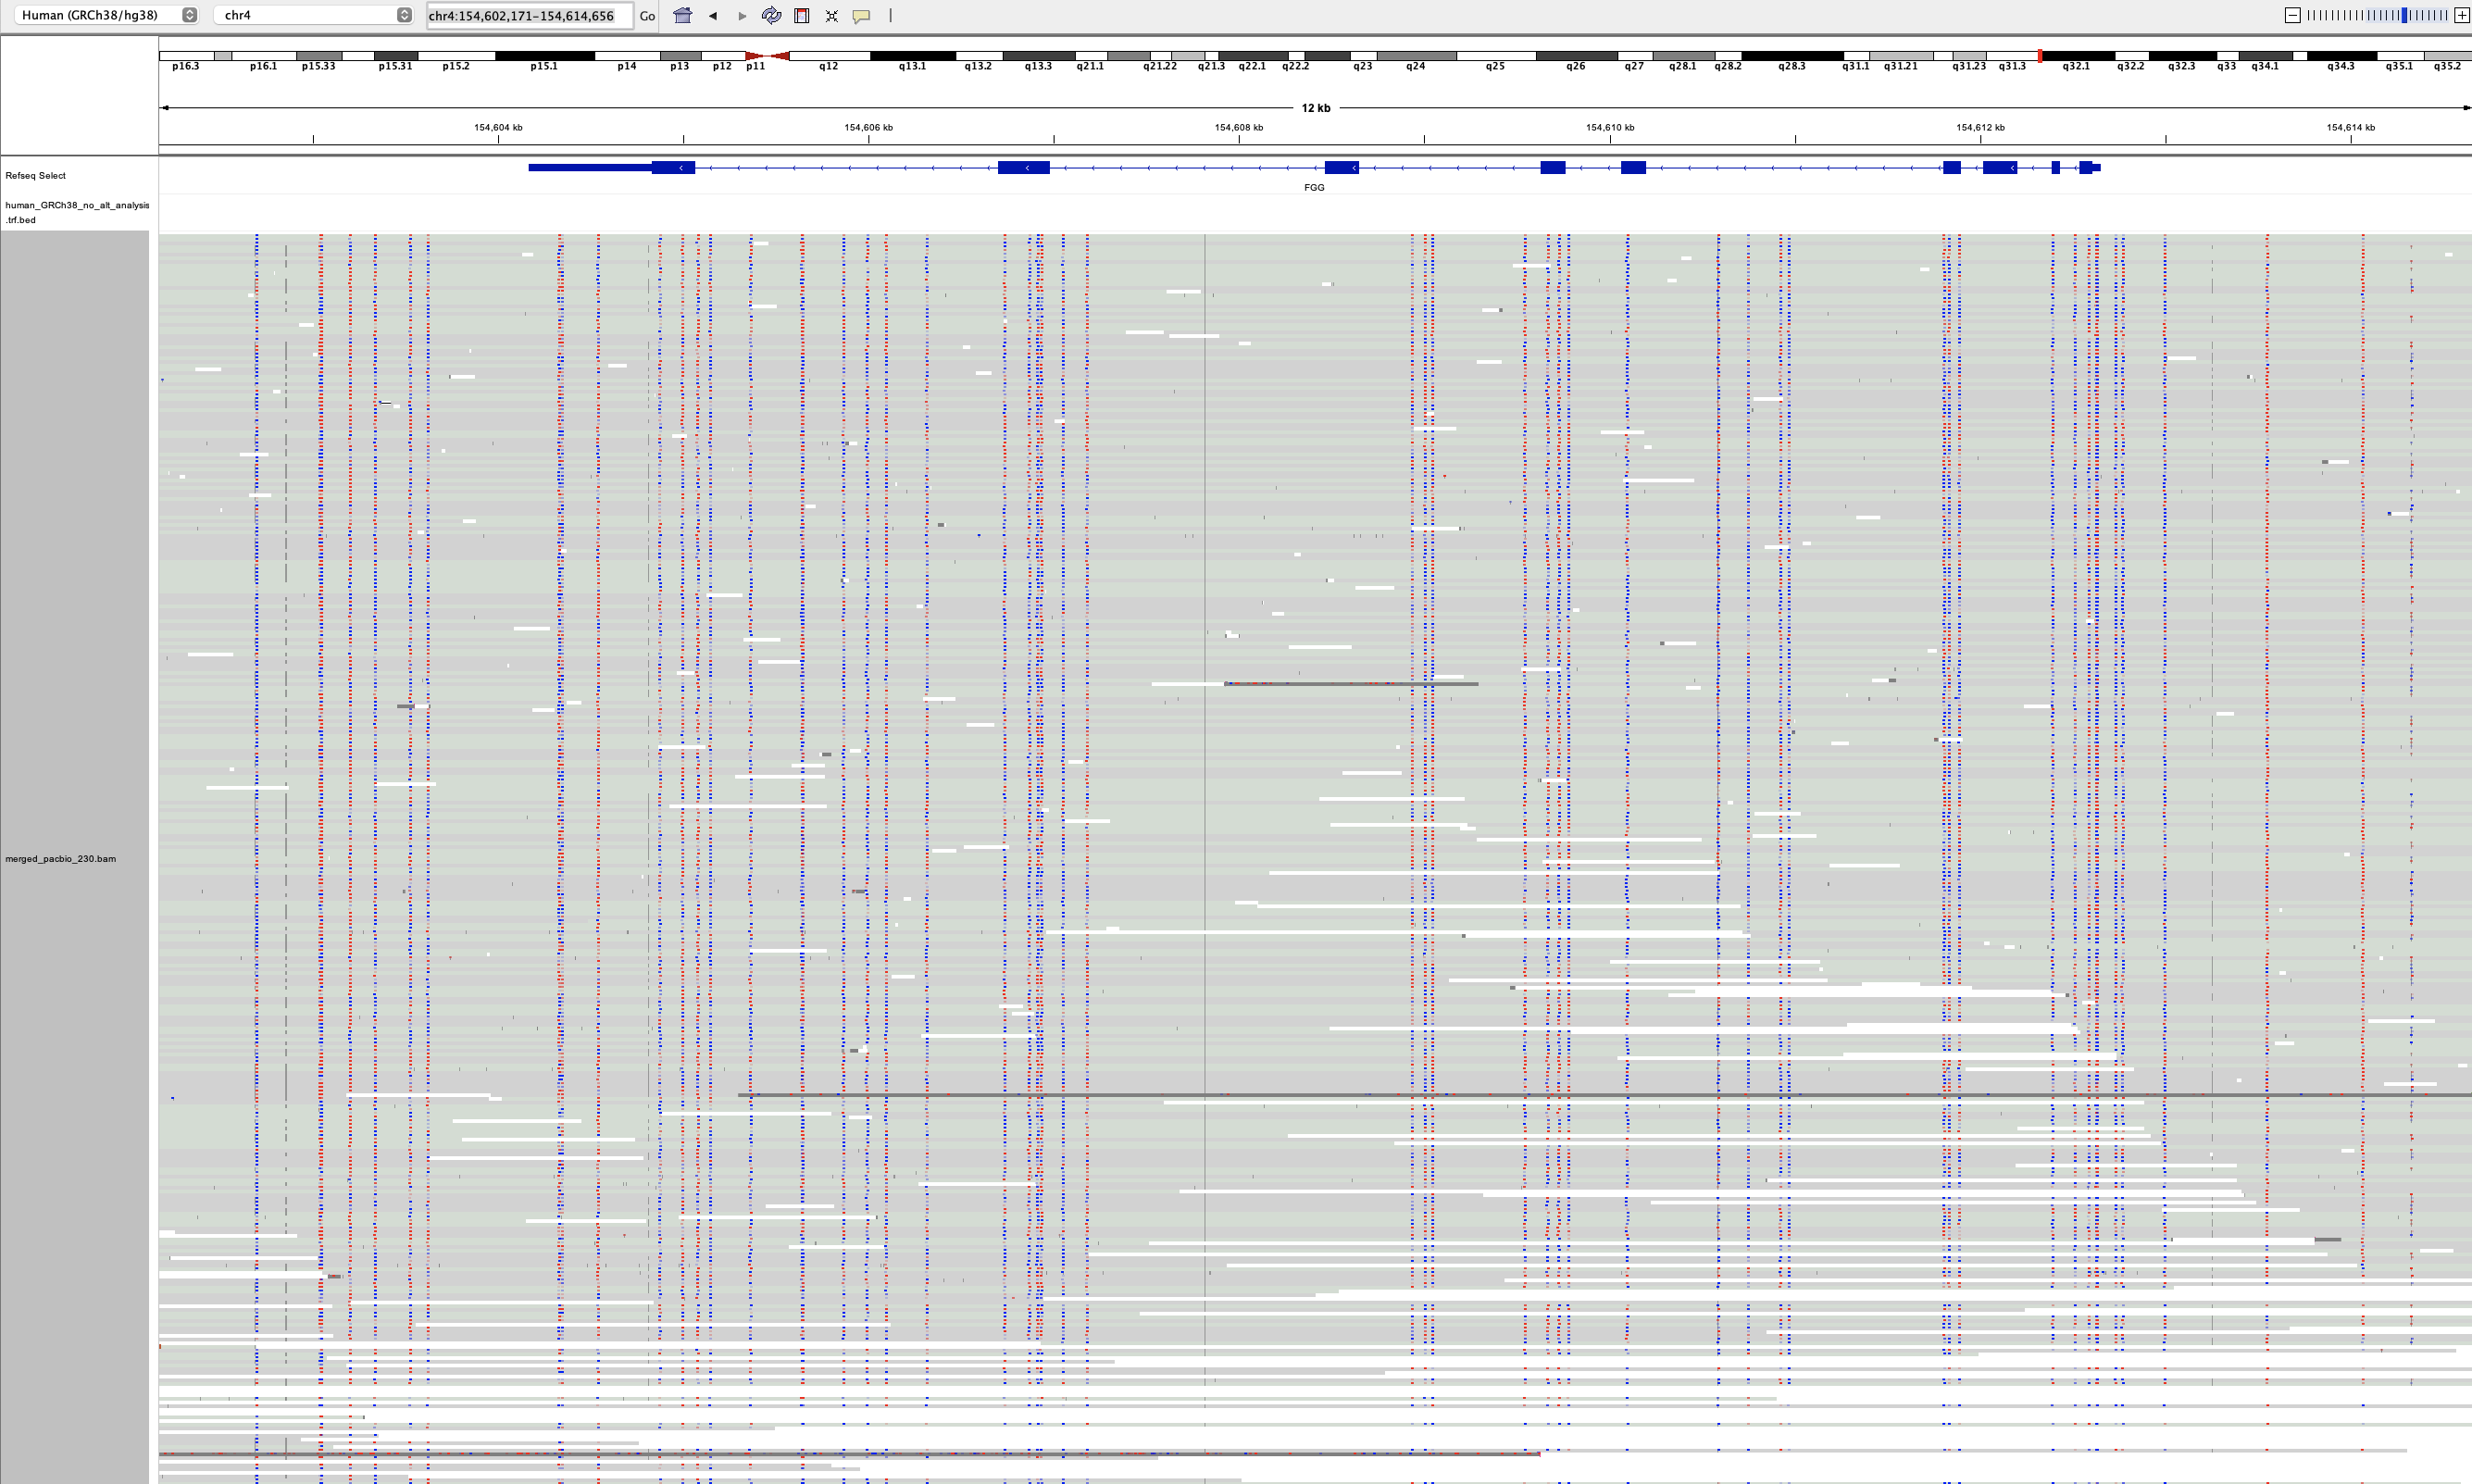 Human (GRCh38/hg38) chr4 chr4:154,602,171-154,614,656 Go
p16.3 p16.1 p15.33 p15.31 p15.2 p15.1 p14 p13 p12 p11 q12 q13.1 q13.2 q13.3 q21.1 q21.22 q21.3 q22.1 q22.2 q23 q24 q25 q26 q27 q28.1 q28.2 q28.3 q31.1 q31.21 q31.23 q31.3 q32.1 q32.2 q32.3 q33 q34.1 q34.3 q35.1 q35.2
12 kb
154,604 kb 154,606 kb 154,608 kb 154,610 kb 154,612 kb 154,614 kb
Refseq Select
FGG
human_GRCh38_no_alt_analysis
.trf.bed
merged_pacbio_230.bam